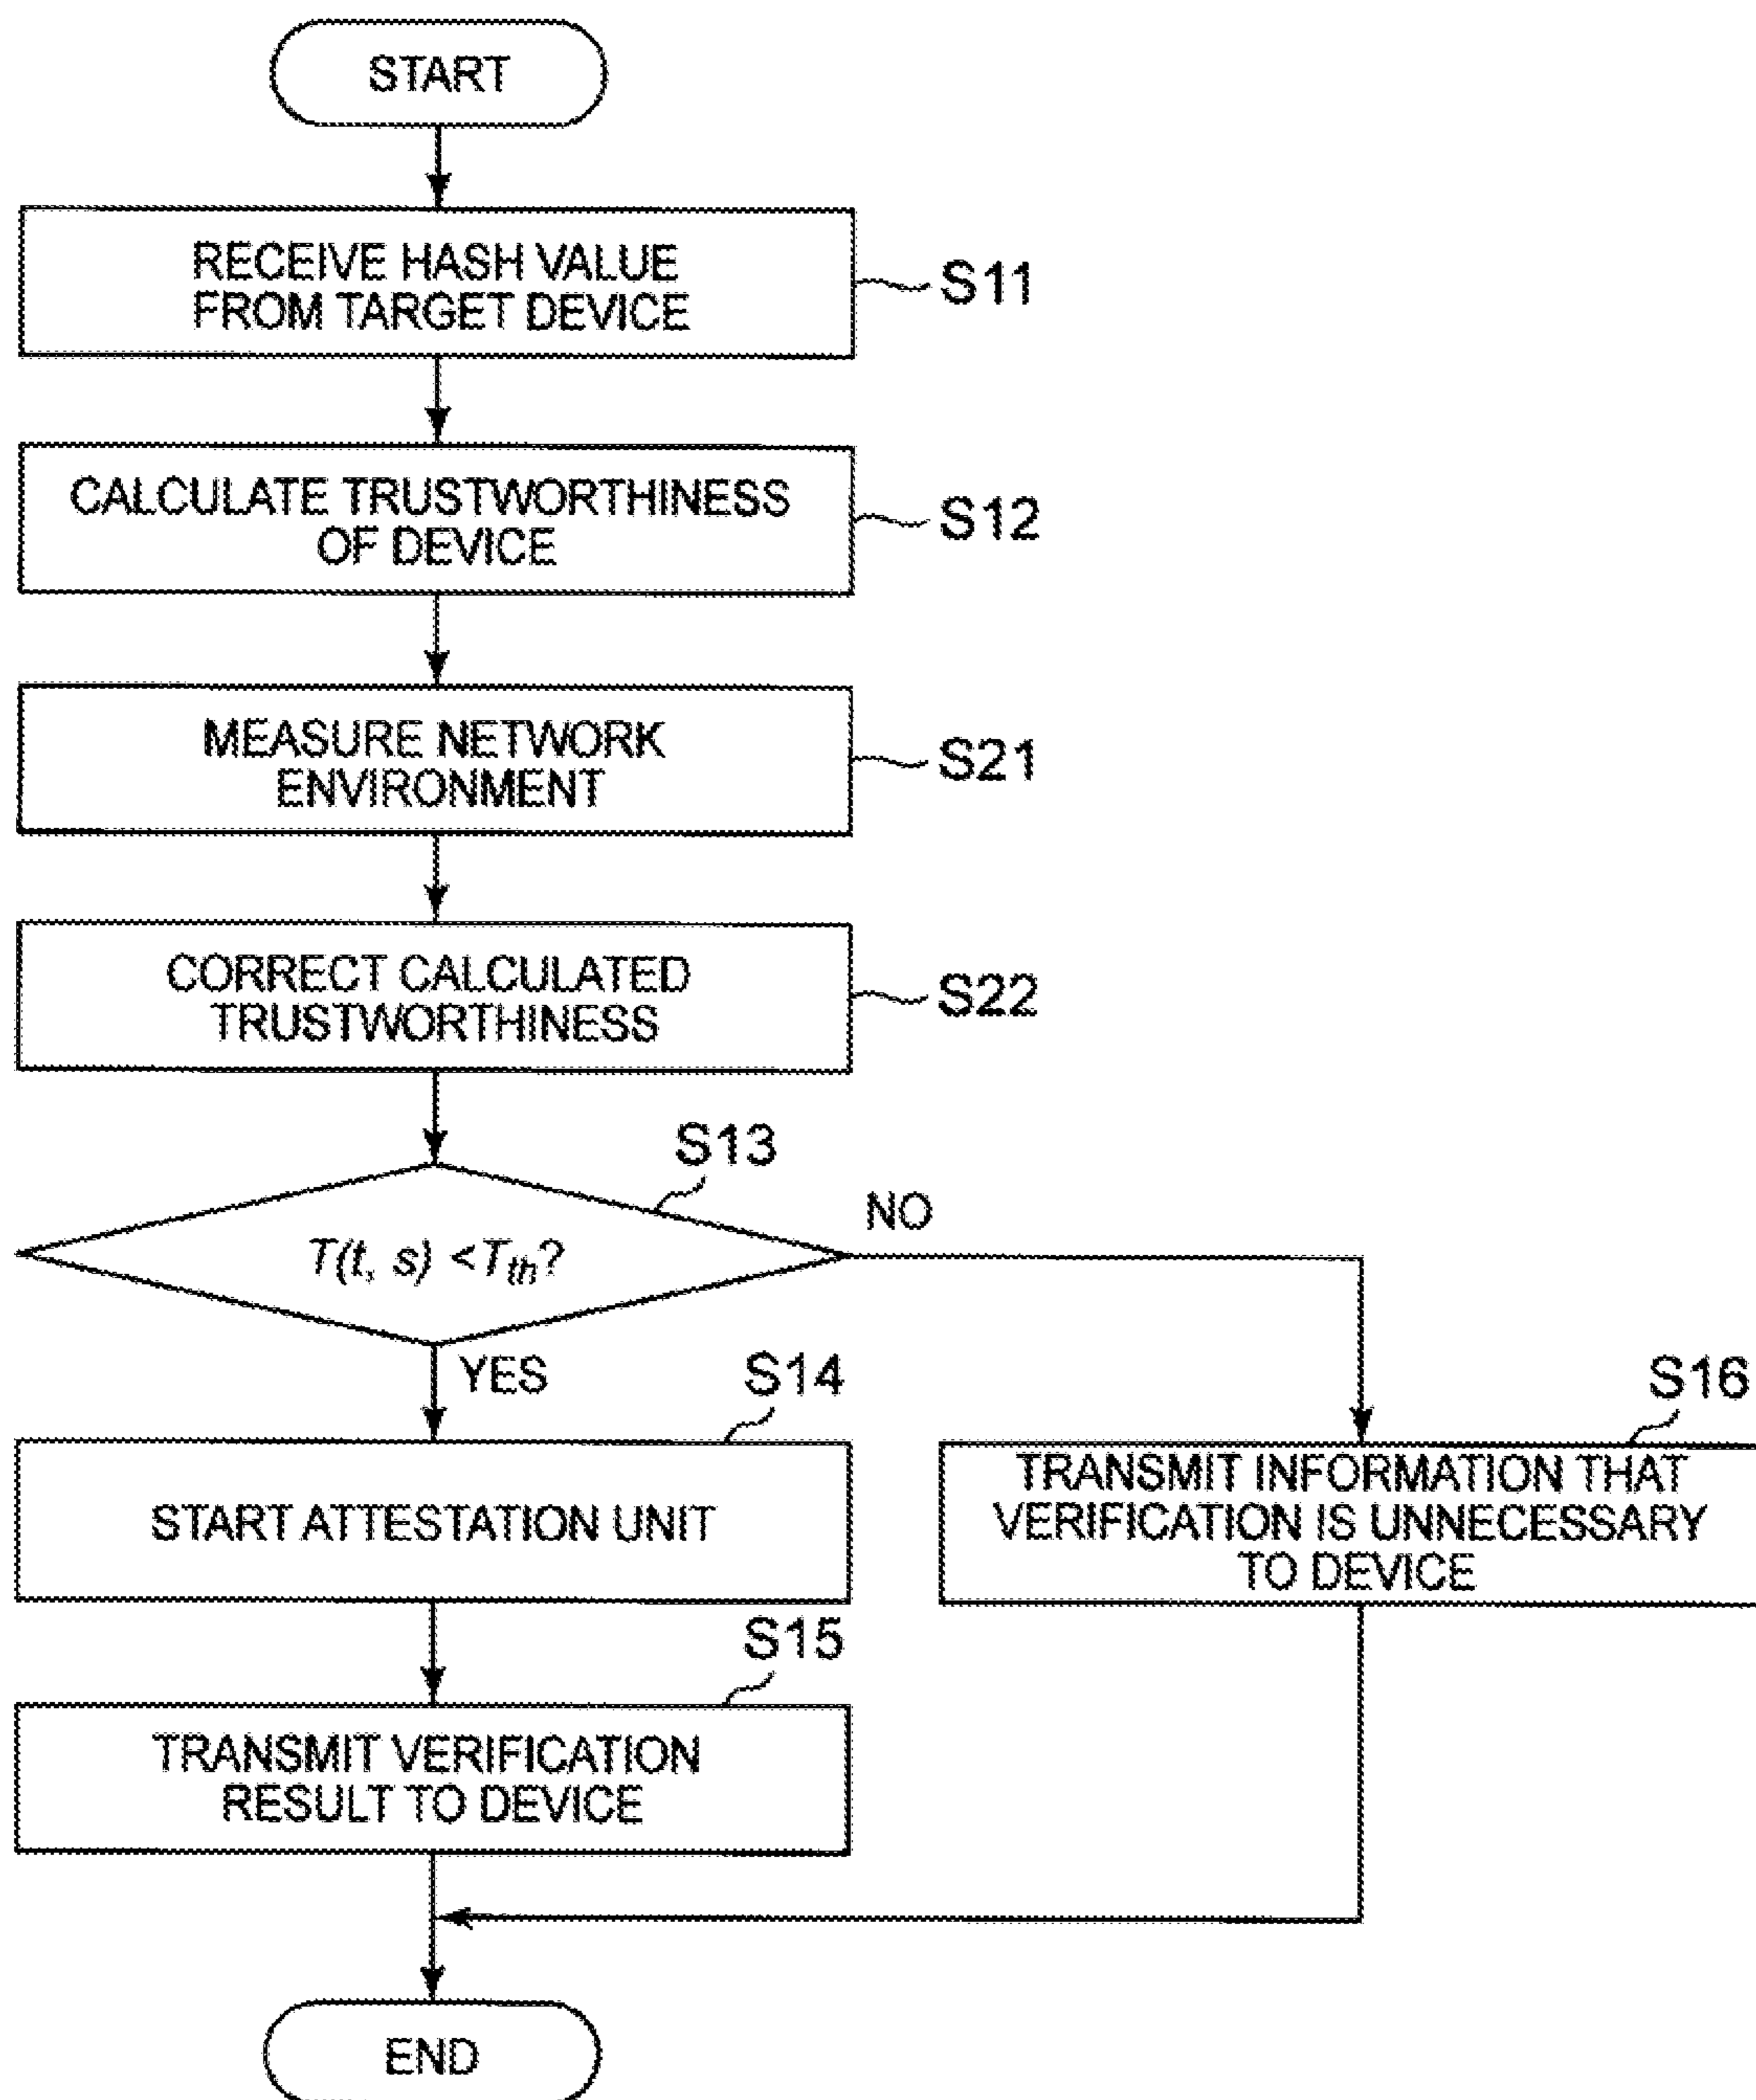 START
RECEIVE HASH VALUE
FROM TARGET DEVICE
S11
CALCULATE TRUSTWORTHINESS
OF DEVICE
S12
MEASURE NETWORK
ENVIRONMENT
S21
CORRECT CALCULATED
TRUSTWORTHINESS
S22
S13
T(t, s) <Tth?
NO
YES
S14
START ATTESTATION UNIT
S16
TRANSMIT INFORMATION THAT
VERIFICATION IS UNNECESSARY
TO DEVICE
S15
TRANSMIT VERIFICATION
RESULT TO DEVICE
END